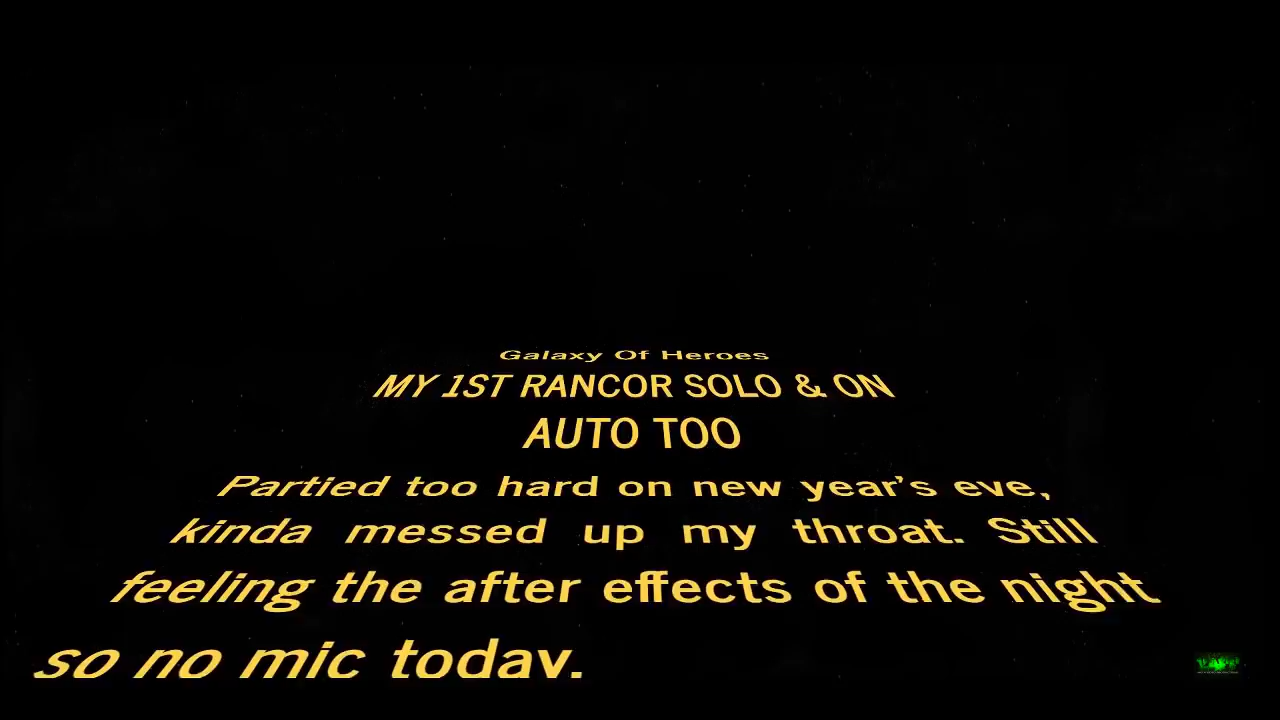 Galaxy Of Heroes
MY 1ST RANCOR SOLO & ON
AUTO TOO
Partied too hard on new year's eve,
kinda messed up my throat. Still
feeling the after effects of the night
so no mic today.